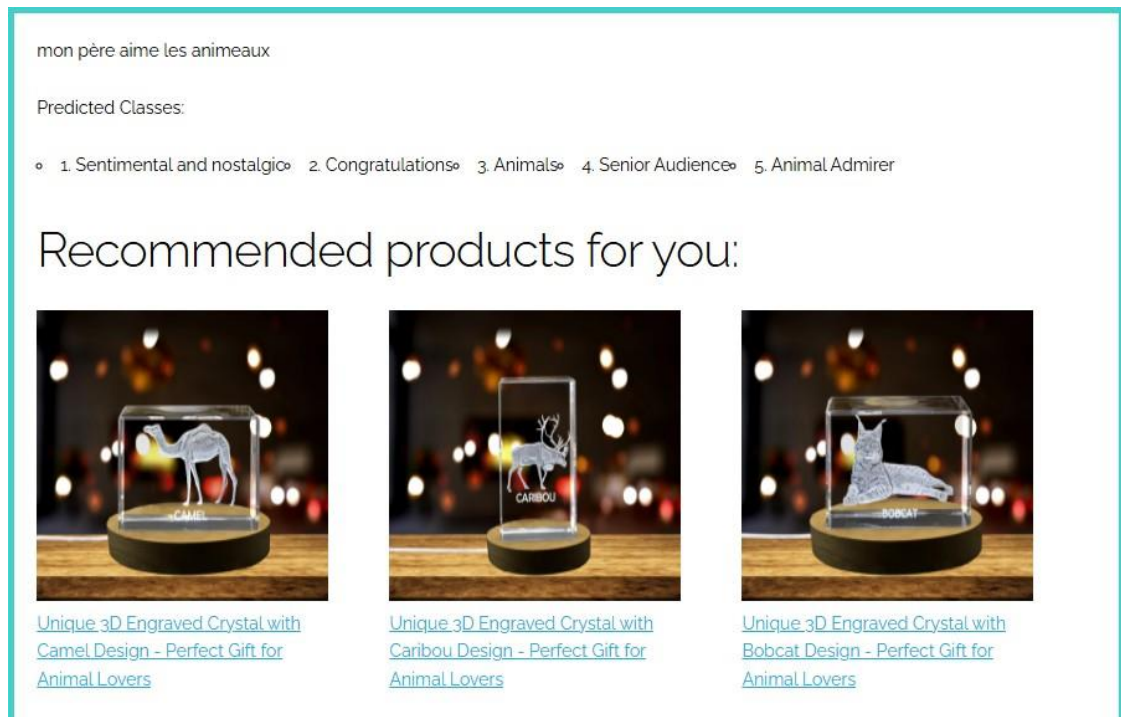 mon père aime les animeaux
Predicted Classes:
1. Sentimental and nostalgic 2. Congratulations 3. Animals 4. Senior Audience 5. Animal Admirer
Recommended products for you:
CAMEL
CARIBOU
BOBCAT
Unique 3D Engraved Crystal with
Camel Design - Perfect Gift for
Animal Lovers
Unique 3D Engraved Crystal with
Caribou Design - Perfect Gift for
Animal Lovers
Unique 3D Engraved Crystal with
Bobcat Design - Perfect Gift for
Animal Lovers